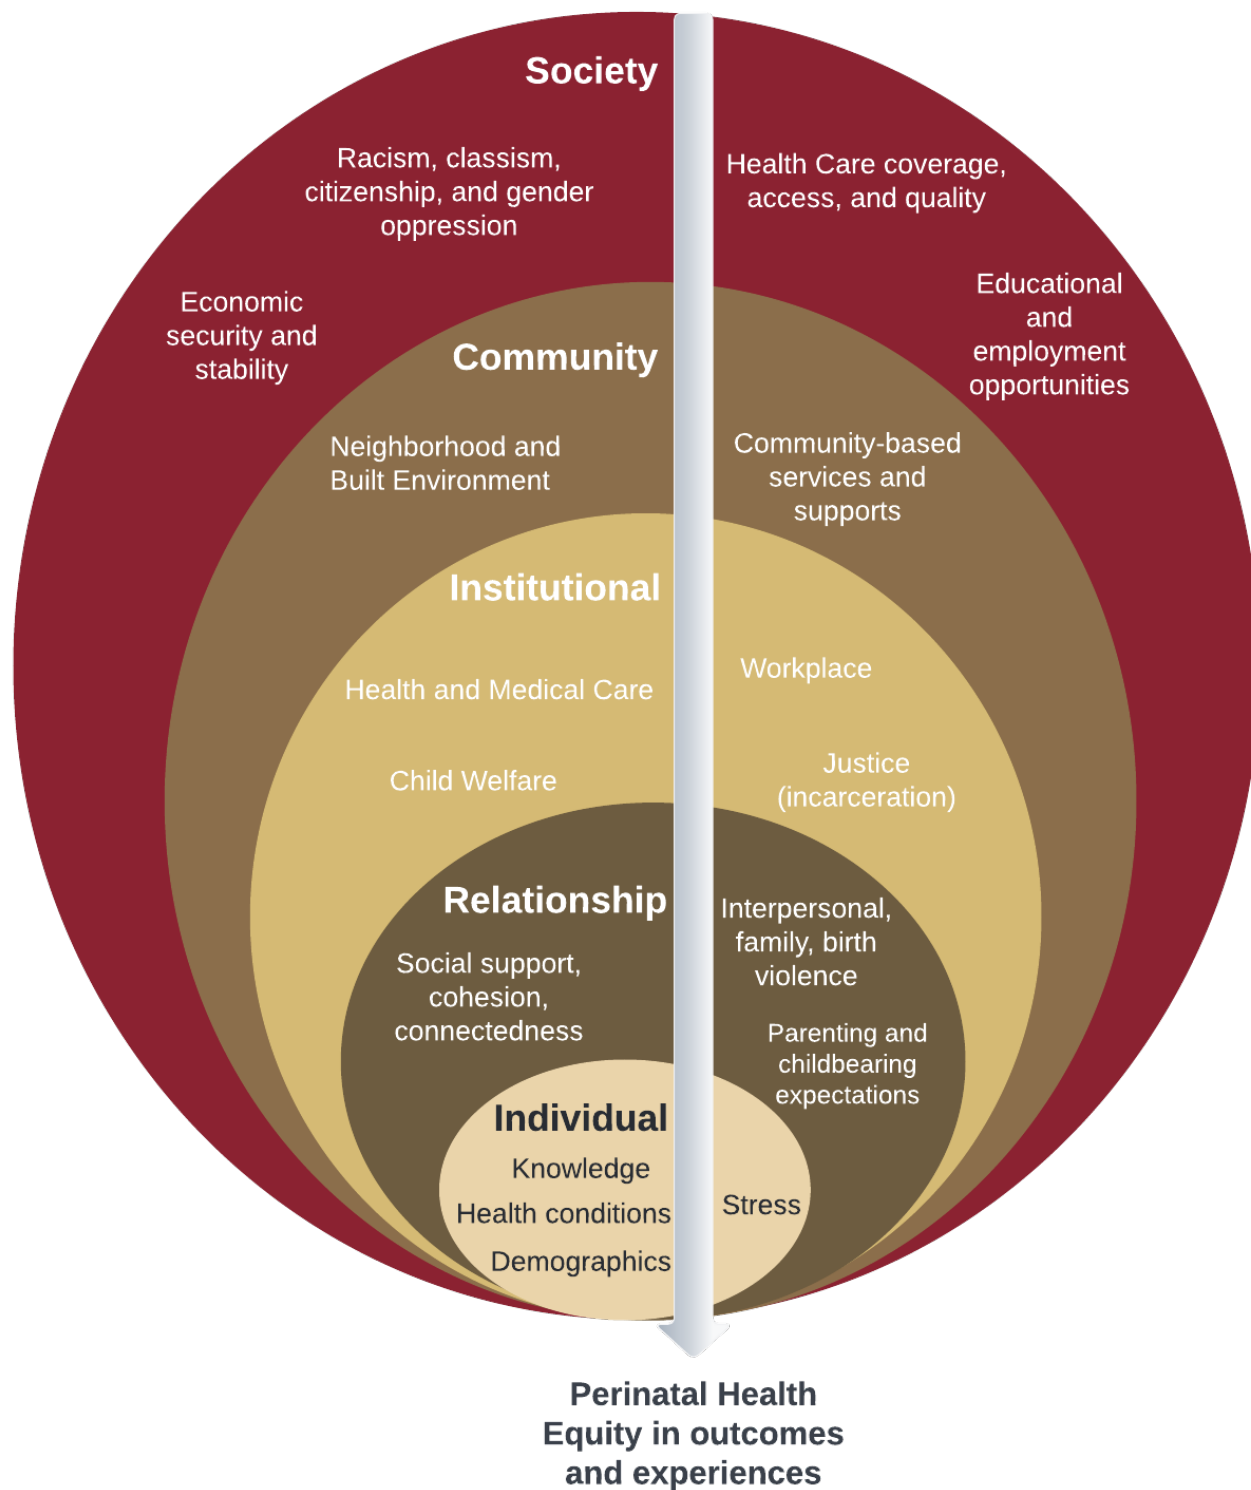 Society
Racism, classism,
citizenship, and gender
oppression
Health Care coverage,
access, and quality
Economic
security and
stability
Educational
and
employment
opportunities
Community
Neighborhood and
Built Environment
Community-based
services and
supports
Institutional
Health and Medical Care
Workplace
Child Welfare
Justice
(incarceration)
Relationship
Social support,
cohesion,
connectedness
Interpersonal,
family, birth
violence
Parenting and
childbearing
expectations
Individual
Knowledge
Health conditions
Demographics
Stress
Perinatal Health
Equity in outcomes
and experiences